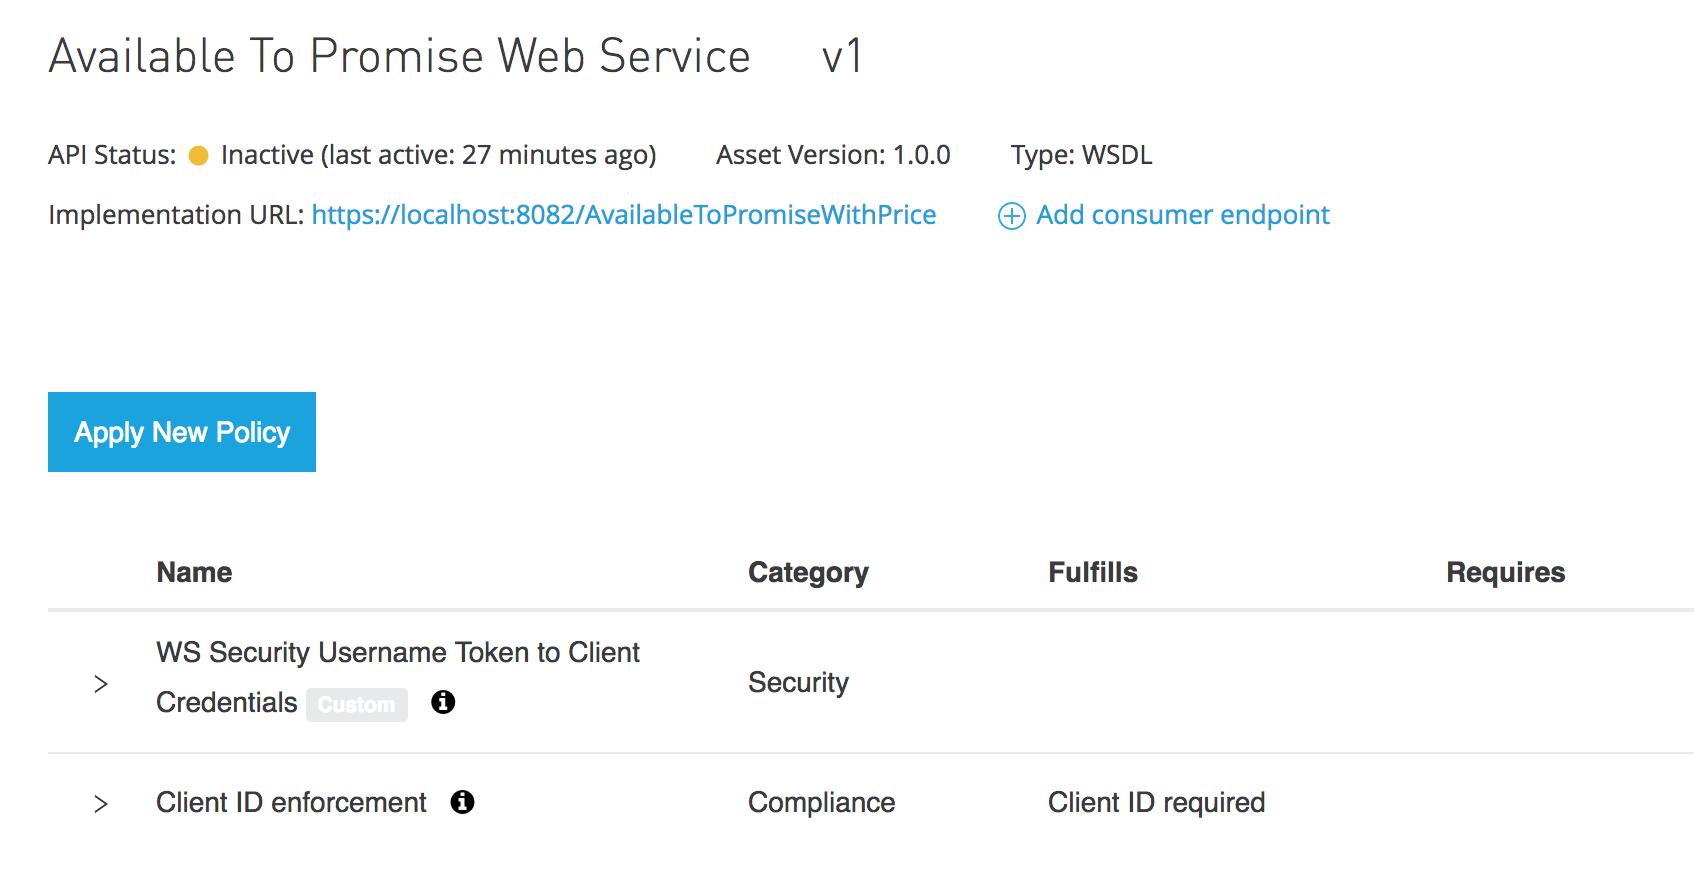 Available To Promise Web Service v1
API Status: Inactive (last active: 27 minutes ago) Asset Version: 1.0.0 Type: WSDL
Implementation URL: https://localhost:8082/AvailableToPromiseWithPrice Add consumer endpoint
Apply New Policy
Name Category Fulfills Requires
WS Security Username Token to Client
Credentials Custom
Security
Client ID enforcement Compliance Client ID required